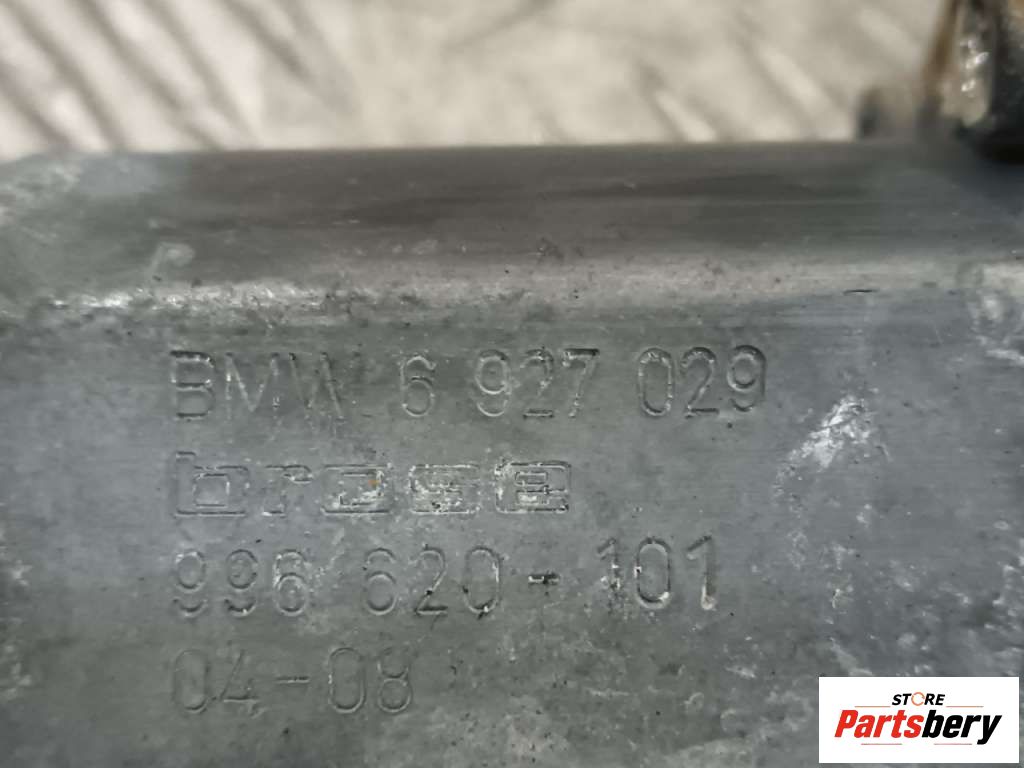 BMW 6 927 029
brose
996 620-101
04-08
STORE
Partsbery